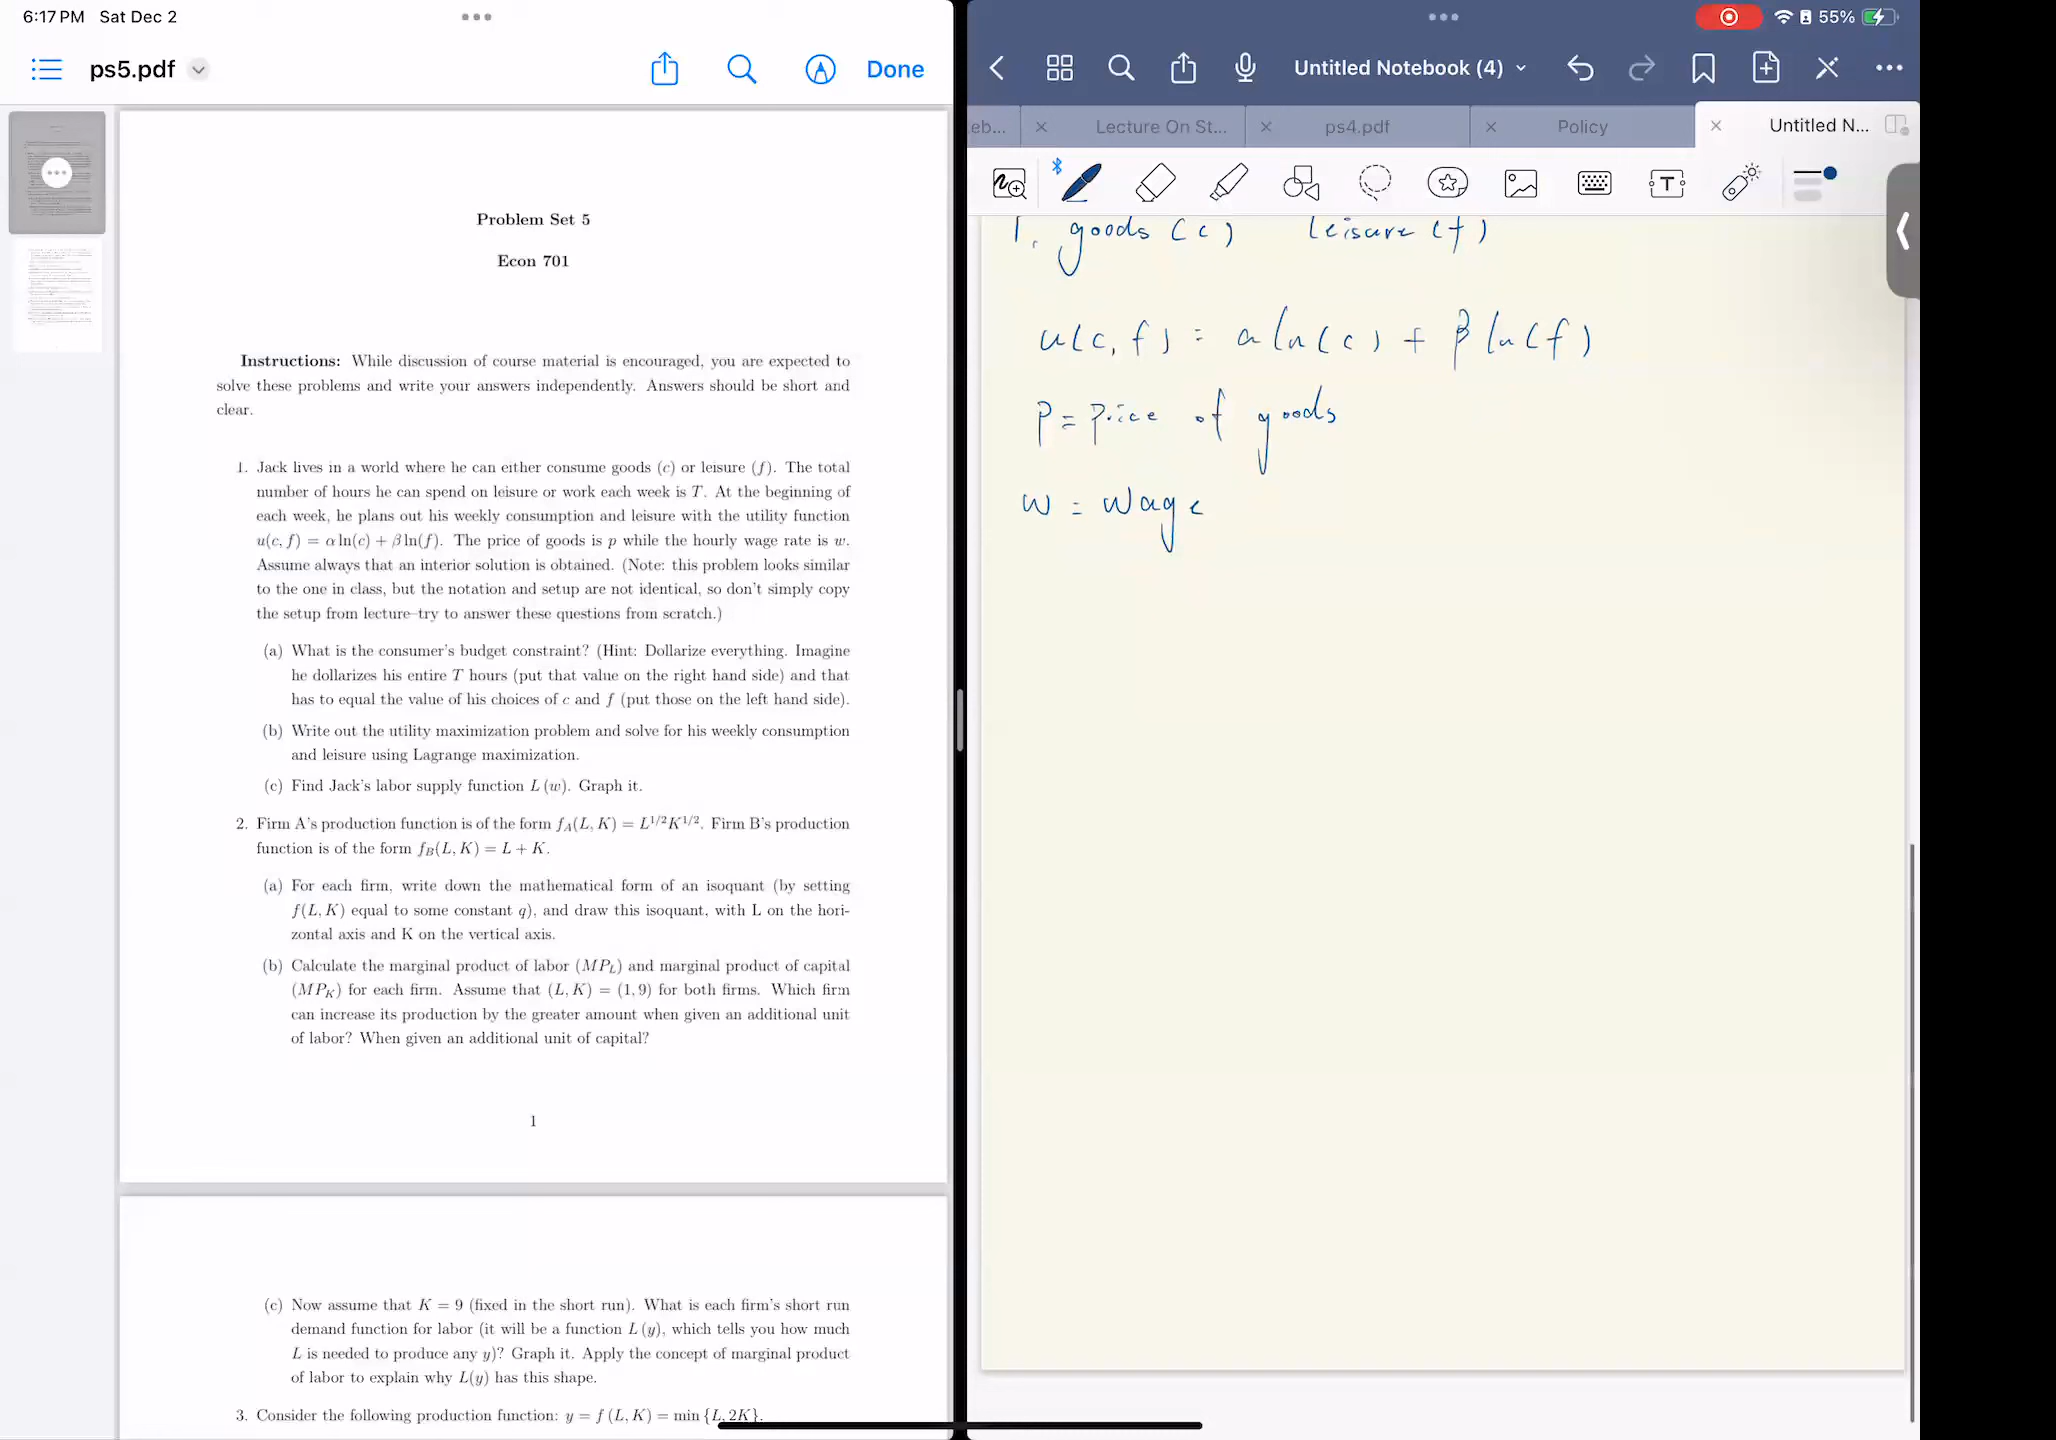 6:17 PM Sat Dec 2
ps5.pdf
Done
Problem Set 5
Econ 701
Instructions: While discussion of course material is encouraged, you are expected to
solve these problems and write your answers independently. Answers should be short and
clear.
1. Jack lives in a world where he can either consume goods (c) or leisure (f). The total
number of hours he can spend on leisure or work each week is T. At the beginning of
each week, he plans out his weekly consumption and leisure with the utility function
u(c, f) = α ln(c) + β ln(f). The price of goods is p while the hourly wage rate is w.
Assume always that an interior solution is obtained. (Note: this problem looks similar
to the one in class, but the notation and setup are not identical, so don't simply copy
the setup from lecture–try to answer these questions from scratch.)
(a) What is the consumer's budget constraint? (Hint: Dollarize everything. Imagine
he dollarizes his entire T hours (put that value on the right hand side) and that
has to equal the value of his choices of c and f (put those on the left hand side).
(b) Write out the utility maximization problem and solve for his weekly consumption
and leisure using Lagrange maximization.
(c) Find Jack's labor supply function L (w). Graph it.
2. Firm A's production function is of the form f_A(L, K) = L^{1/2}K^{1/2}. Firm B's production
function is of the form f_B(L, K) = L + K.
(a) For each firm, write down the mathematical form of an isoquant (by setting
f(L, K) equal to some constant q), and draw this isoquant, with L on the hori-
zontal axis and K on the vertical axis.
(b) Calculate the marginal product of labor (MP_L) and marginal product of capital
(MP_K) for each firm. Assume that (L, K) = (1, 9) for both firms. Which firm
can increase its production by the greater amount when given an additional unit
of labor? When given an additional unit of capital?
1
(c) Now assume that K = 9 (fixed in the short run). What is each firm's short run
demand function for labor (it will be a function L (y), which tells you how much
L is needed to produce any y)? Graph it. Apply the concept of marginal product
of labor to explain why L(y) has this shape.
3. Consider the following production function: y = f (L, K) = min {L, 2K}.
55%
Untitled Notebook (4)
eb...
Lecture On St...
ps4.pdf
Policy
Untitled N...
1. goods (c) leisure (f)
u(c, f) = α ln(c) + β ln(f)
P = price of goods
w = wage